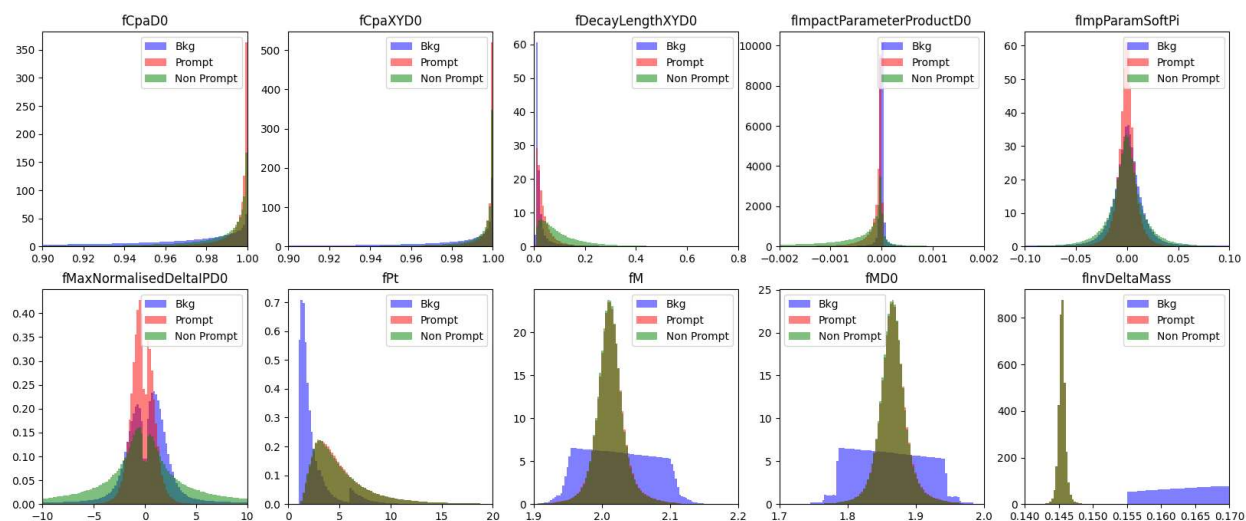 fCpaD0
350
300
250
200
150
100
50
0
0.90 0.92 0.94 0.96 0.98 1.00
Bkg
Prompt
Non Prompt
fCpaXYD0
500
400
300
200
100
0
0.90 0.92 0.94 0.96 0.98 1.00
Bkg
Prompt
Non Prompt
fDecayLengthXYD0
60
50
40
30
20
10
0
0.0 0.2 0.4 0.6 0.8
Bkg
Prompt
Non Prompt
fImpactParameterProductD0
10000
8000
6000
4000
2000
0
−0.002 −0.001 0.000 0.001 0.002
Bkg
Prompt
Non Prompt
fImpParamSoftPi
60
50
40
30
20
10
0
−0.10 −0.05 0.00 0.05 0.10
Bkg
Prompt
Non Prompt
fMaxNormalisedDeltaIPD0
0.40
0.35
0.30
0.25
0.20
0.15
0.10
0.05
0.00
−10 −5 0 5 10
Bkg
Prompt
Non Prompt
fPt
0.7
0.6
0.5
0.4
0.3
0.2
0.1
0.0
0 5 10 15 20
Bkg
Prompt
Non Prompt
fM
25
20
15
10
5
0
1.9 2.0 2.1 2.2
Bkg
Prompt
Non Prompt
fMD0
25
20
15
10
5
0
1.7 1.8 1.9 2.0
Bkg
Prompt
Non Prompt
fInvDeltaMass
800
700
600
500
400
300
200
100
0
0.140 0.145 0.150 0.155 0.160 0.165 0.170
Bkg
Prompt
Non Prompt